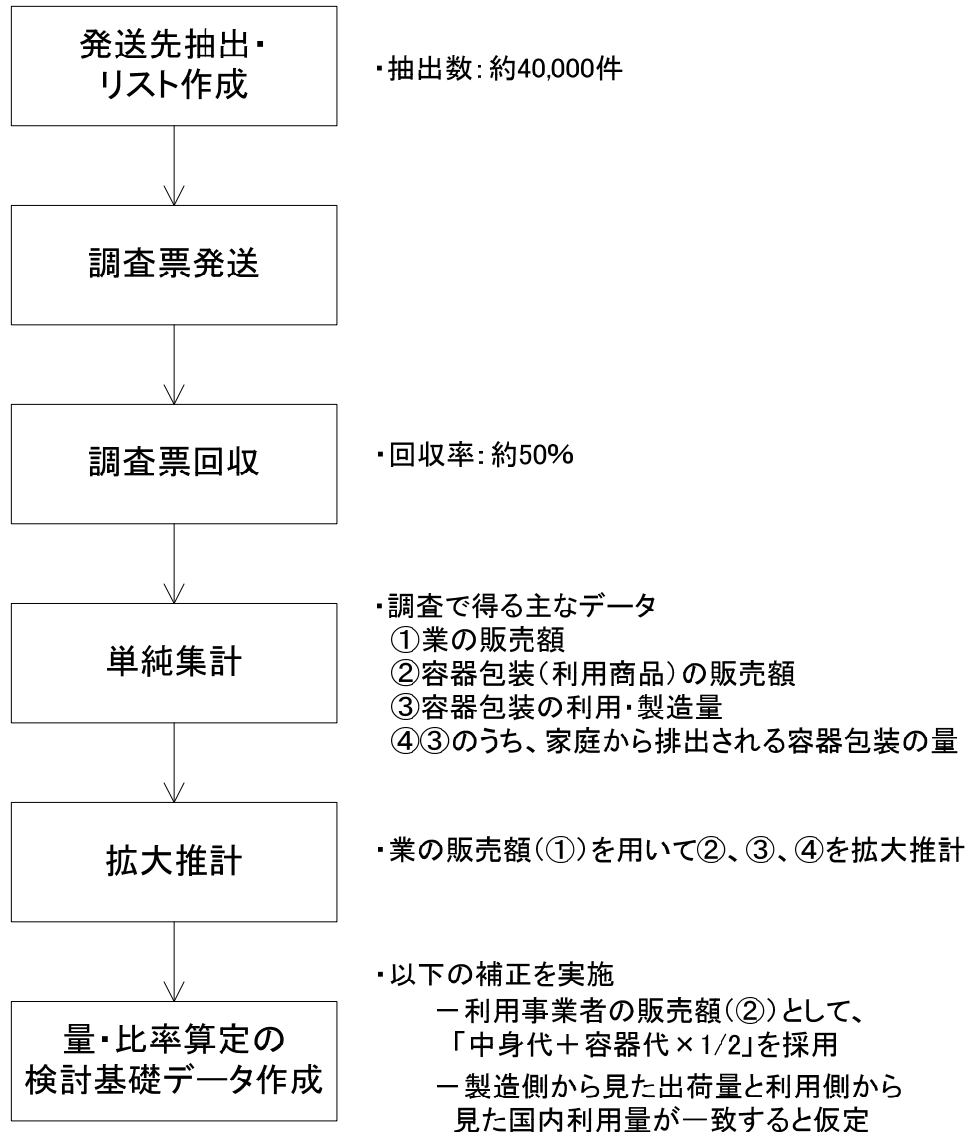 発送先抽出・
リスト作成
・抽出数：約40,000件
調査票発送
調査票回収
・回収率：約50％
単純集計
・調査で得る主なデータ
①業の販売額
②容器包装（利用商品）の販売額
③容器包装の利用・製造量
④③のうち、家庭から排出される容器包装の量
拡大推計
・業の販売額（①）を用いて②、③、④を拡大推計
量・比率算定の
検討基礎データ作成
・以下の補正を実施
－利用事業者の販売額（②）として、
「中身代＋容器代×1/2」を採用
－製造側から見た出荷量と利用側から
見た国内利用量が一致すると仮定